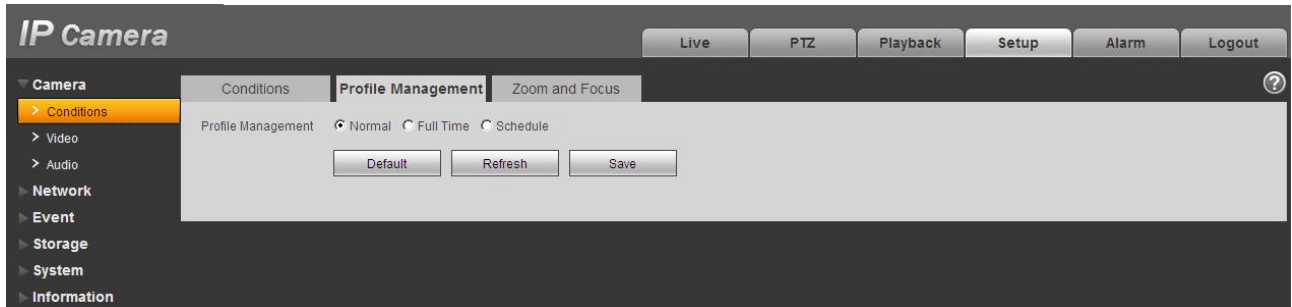 IP Camera
Live PTZ Playback Setup Alarm Logout
Camera
Conditions
Video
Audio
Network
Event
Storage
System
Information
Conditions Profile Management Zoom and Focus
?
Profile Management Normal Full Time Schedule
Default Refresh Save